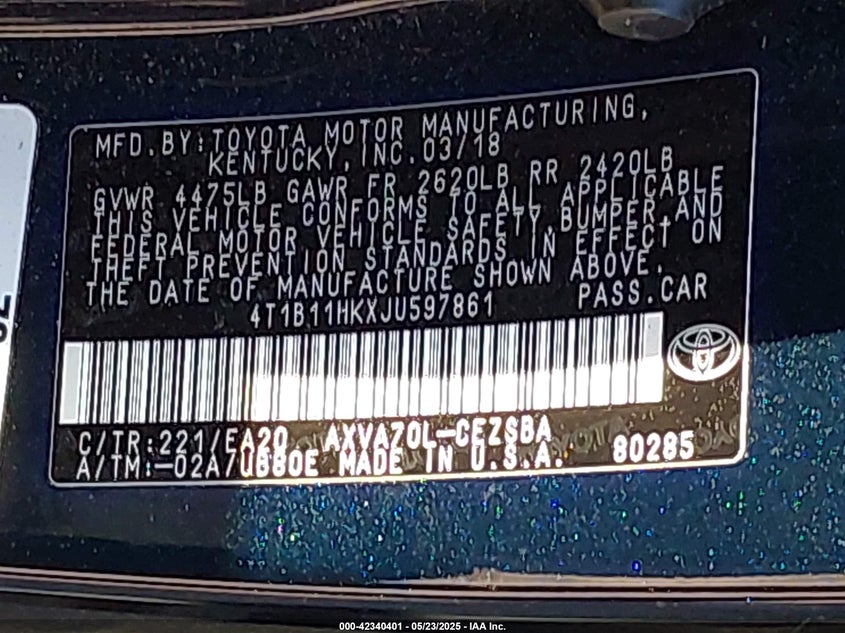 MFD.BY:TOYOTA MOTOR MANUFACTURING,
KENTUCKY, INC. 03/18
GVWR 4475LB GAWR FR 2620LB RR 2420LB
THIS VEHICLE CONFORMS TO ALL APPLICABLE
FEDERAL MOTOR VEHICLE SAFETY,BUMPER,AND
THEFT PREVENTION STANDARDS IN EFFECT ON
THE DATE OF MANUFACTURE SHOWN ABOVE.
4T1B11HKXJU597861 PASS.CAR
C/TR:221/EA20 AXVA70L-CEZSBA
A/TM:-02A/UB80E MADE IN U.S.A. 80285
000-42340401 - 05/23/2025 - IAA Inc.